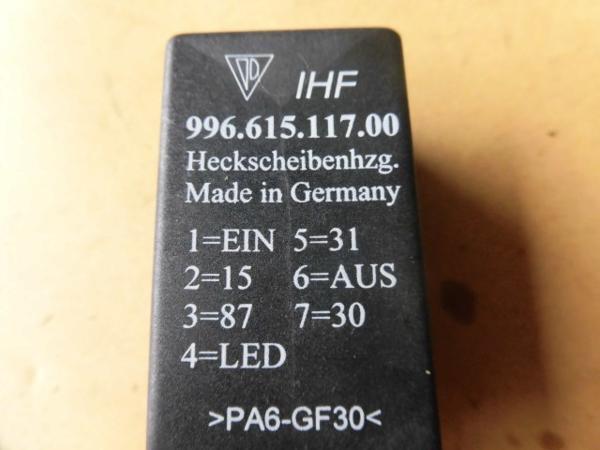 IHF
996.615.117.00
Heckscheibenhzg.
Made in Germany
1=EIN 5=31
2=15 6=AUS
3=87 7=30
4=LED
>PA6-GF30<